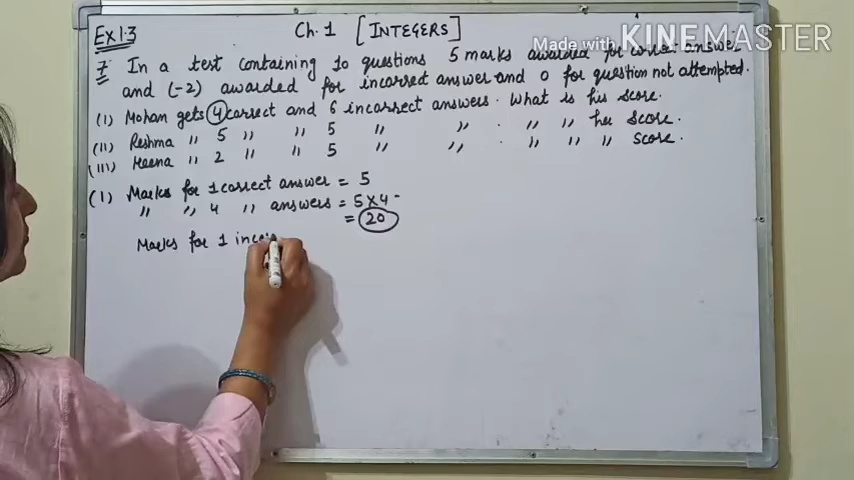 Ex 1.3
Ch. 1 [INTEGERS]
Made with KINEMASTER
7. In a test containing 10 questions 5 marks awarded for correct answer
and (-2) awarded for incorrect answer and 0 for question not attempted.
(I) Mohan gets 4 correct and 6 incorrect answers. What is his score.
(II) Reshma " 5 " " 5 " " . " " her score.
(III) Heena " 2 " " 5 " " . " " " score.
(I) Marks for 1 correct answer = 5
" " 4 " answers = 5 x 4
= 20
Marks for 1 incorr